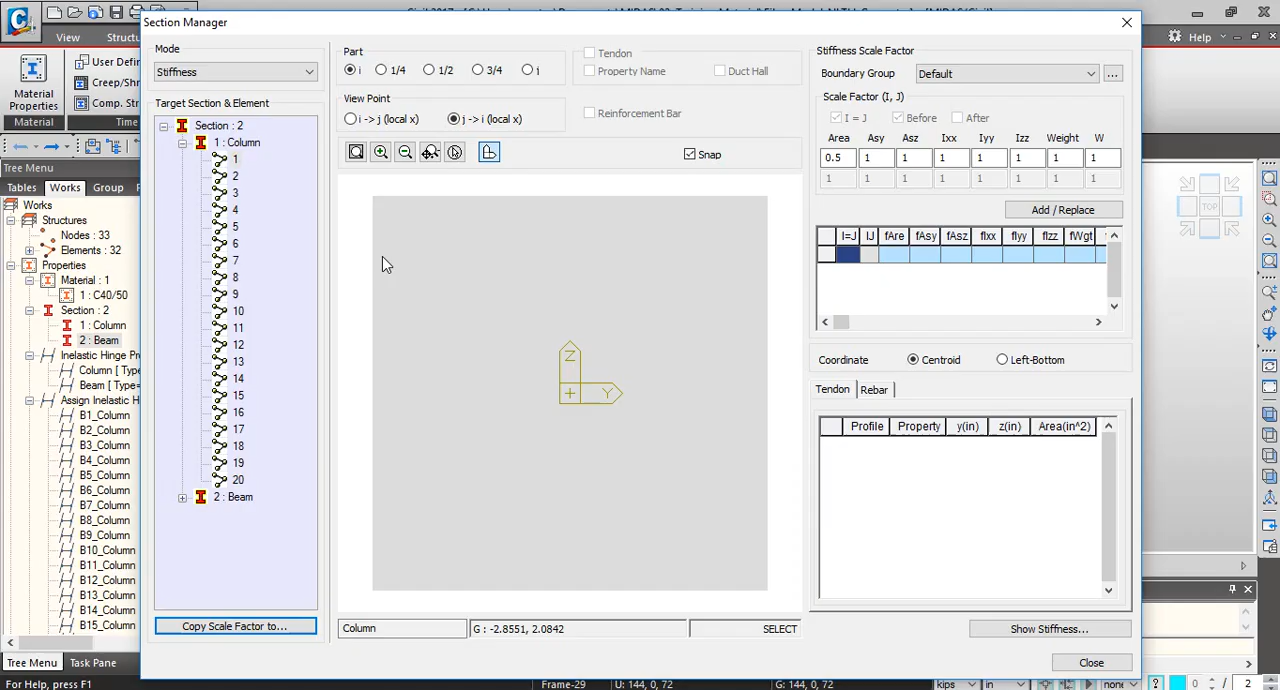 Section Manager
View
Structu
Help
Material
Properties
Material
User Defin
Creep/Shr
Comp. Str
Time
Tree Menu
Tables
Works
Group
Works
Structures
Nodes : 33
Elements : 32
Properties
Material : 1
1 : C40/50
Section : 2
1 : Column
2 : Beam
Inelastic Hinge Pro
Column [ Type
Beam [ Type=
Assign Inelastic H
B1_Column
B2_Column
B3_Column
B4_Column
B5_Column
B6_Column
B7_Column
B8_Column
B9_Column
B10_Column
B11_Column
B12_Column
B13_Column
B14_Column
B15_Column
Tree Menu
Task Pane
For Help, press F1
Mode
Stiffness
Target Section & Element
Section : 2
1 : Column
1
2
3
4
5
6
7
8
9
10
11
12
13
14
15
16
17
18
19
20
2 : Beam
Copy Scale Factor to...
Part
i
1/4
1/2
3/4
j
View Point
i -> j (local x)
j -> i (local x)
Tendon
Property Name
Duct Hall
Reinforcement Bar
Snap
Z
Y
Column
G : -2.8551, 2.0842
SELECT
Stiffness Scale Factor
Boundary Group
Default
...
Scale Factor (I, J)
I = J
Before
After
Area Asy Asz Ixx Iyy Izz Weight W
0.5 1 1 1 1 1 1 1
1 1 1 1 1 1 1 1
Add / Replace
I=J IJ fAre fAsy fAsz fIxx fIyy fIzz fWgt
Coordinate
Centroid
Left-Bottom
Tendon
Rebar
Profile Property y(in) z(in) Area(in^2)
Show Stiffness...
Close
TOP
Frame-29
U: 144, 0, 72
G: 144, 0, 72
kips
in
none
?
0
/
2